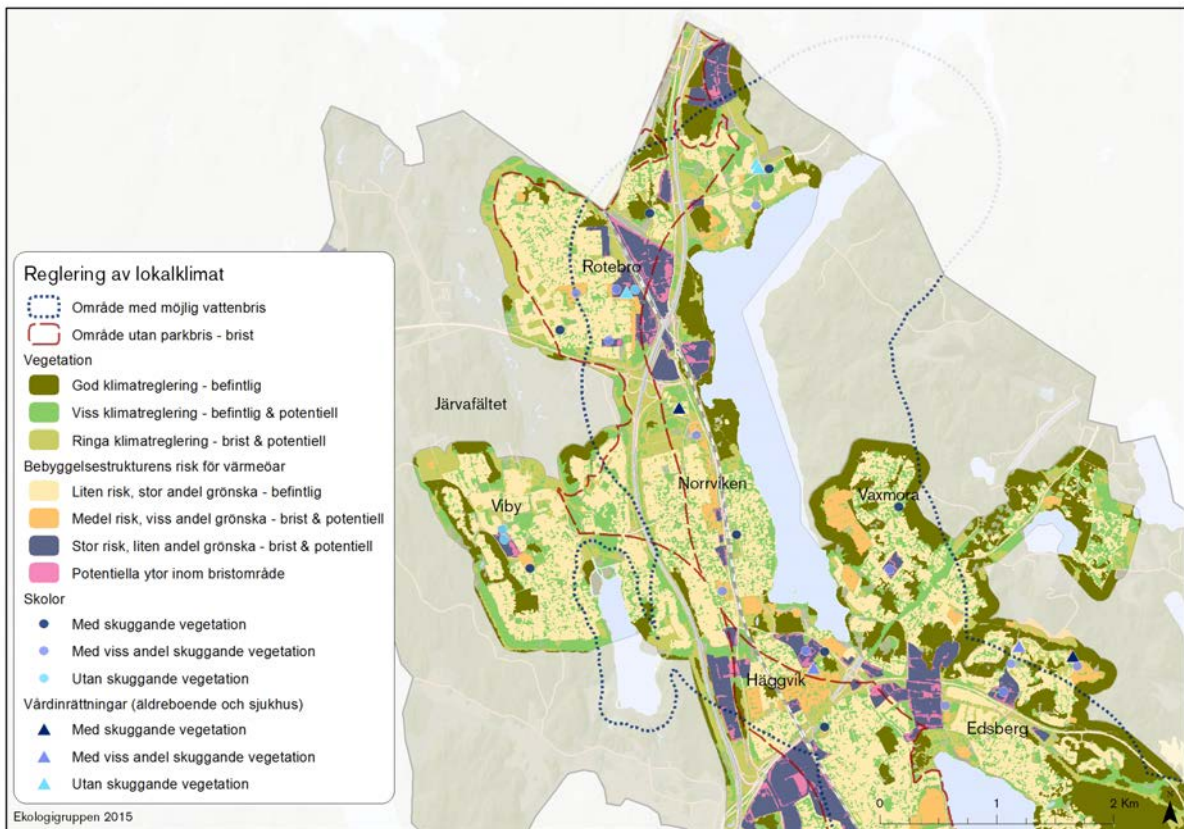 Reglering av lokalklimat
Område med möjlig vattenbris
Område utan parkbris - brist
Vegetation
God klimatreglering - befintlig
Viss klimatreglering - befintlig & potentiell
Ringa klimatreglering - brist & potentiell
Bebyggelsestrukturens risk för värmeöar
Liten risk, stor andel grönska - befintlig
Medel risk, viss andel grönska - brist & potentiell
Stor risk, liten andel grönska - brist & potentiell
Potentiella ytor inom bristområde
Skolor
Med skuggande vegetation
Med viss andel skuggande vegetation
Utan skuggande vegetation
Vårdinrättningar (äldreboende och sjukhus)
Med skuggande vegetation
Med viss andel skuggande vegetation
Utan skuggande vegetation
Ekologigruppen 2015
Rotebro
Järvafältet
Norrviken
Vaxmora
Viby
Häggvik
Edsberg
0 1 2 Km
N